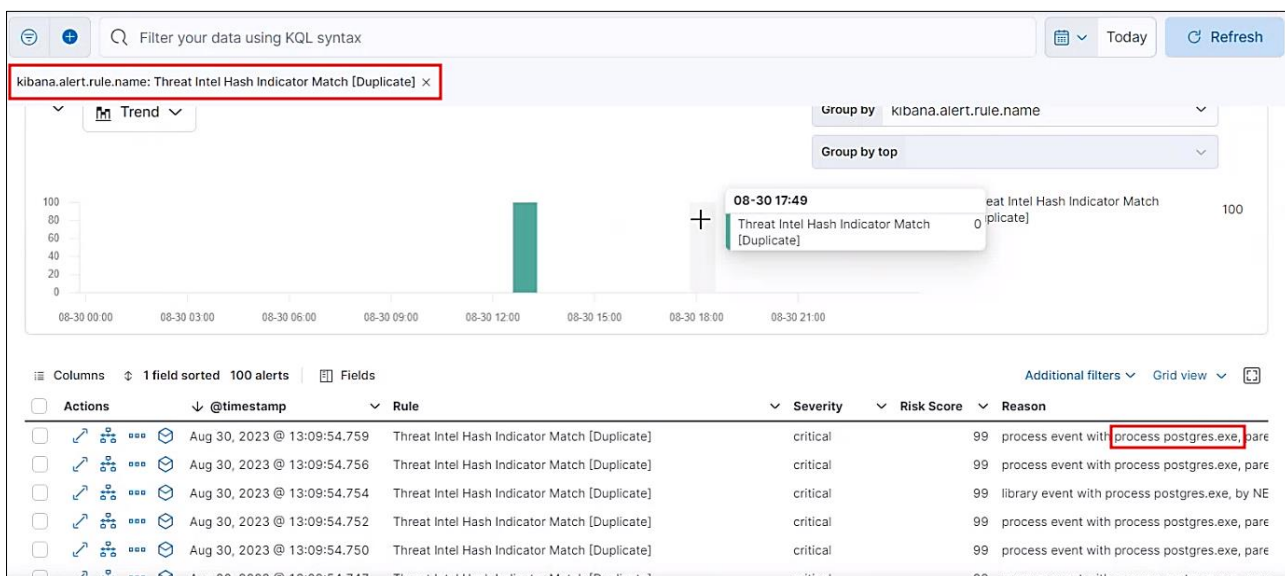 Filter your data using KQL syntax
Today
Refresh
kibana.alert.rule.name: Threat Intel Hash Indicator Match [Duplicate] ×
Trend
Group by kibana.alert.rule.name
Group by top
100
80
60
40
20
0
08-30 00:00 08-30 03:00 08-30 06:00 08-30 09:00 08-30 12:00 08-30 15:00 08-30 18:00 08-30 21:00
08-30 17:49
Threat Intel Hash Indicator Match 0
[Duplicate]
Intel Hash Indicator Match 100
Columns 1 field sorted 100 alerts Fields
Additional filters Grid view
Actions @timestamp Rule Severity Risk Score Reason
Aug 30, 2023 @ 13:09:54.759 Threat Intel Hash Indicator Match [Duplicate] critical 99 process event with process postgres.exe, pare
Aug 30, 2023 @ 13:09:54.756 Threat Intel Hash Indicator Match [Duplicate] critical 99 process event with process postgres.exe, pare
Aug 30, 2023 @ 13:09:54.754 Threat Intel Hash Indicator Match [Duplicate] critical 99 library event with process postgres.exe, by NE
Aug 30, 2023 @ 13:09:54.752 Threat Intel Hash Indicator Match [Duplicate] critical 99 process event with process postgres.exe, pare
Aug 30, 2023 @ 13:09:54.750 Threat Intel Hash Indicator Match [Duplicate] critical 99 process event with process postgres.exe, pare